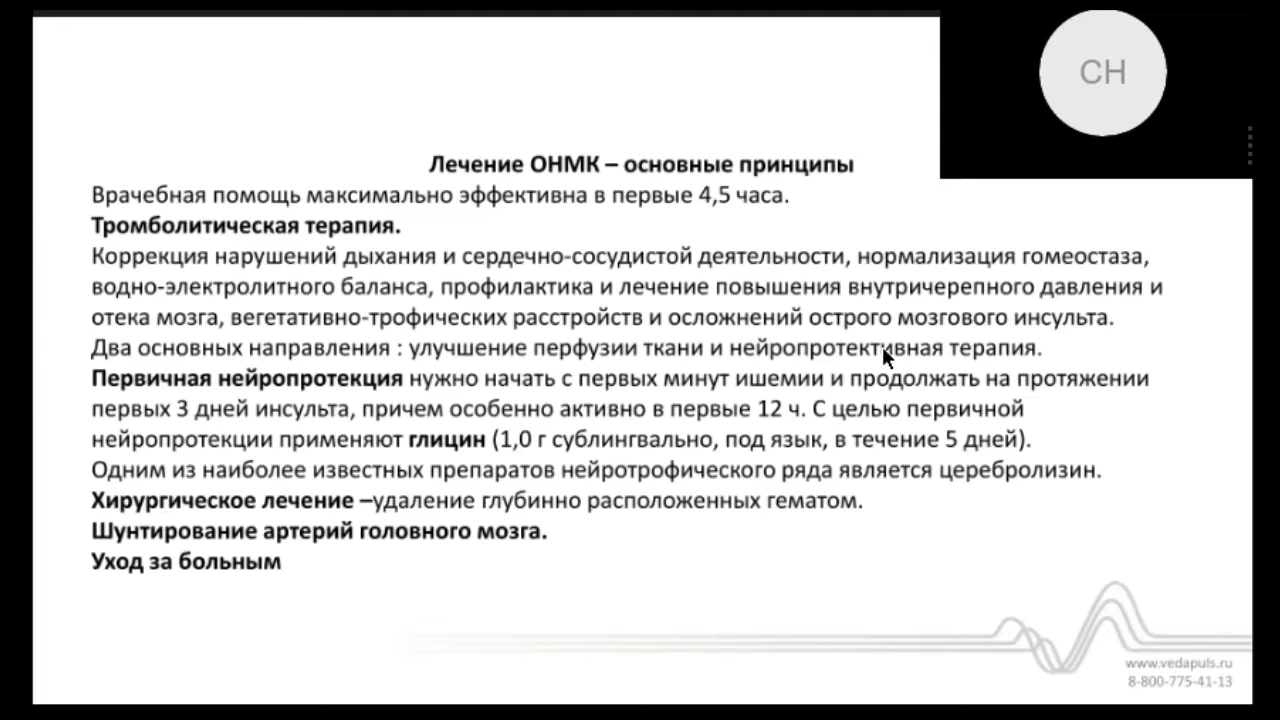 CH
Лечение ОНМК – основные принципы
Врачебная помощь максимально эффективна в первые 4,5 часа.
Тромболитическая терапия.
Коррекция нарушений дыхания и сердечно-сосудистой деятельности, нормализация гомеостаза,
водно-электролитного баланса, профилактика и лечение повышения внутричерепного давления и
отека мозга, вегетативно-трофических расстройств и осложнений острого мозгового инсульта.
Два основных направления : улучшение перфузии ткани и нейропротективная терапия.
Первичная нейропротекция нужно начать с первых минут ишемии и продолжать на протяжении
первых 3 дней инсульта, причем особенно активно в первые 12 ч. С целью первичной
нейропротекции применяют глицин (1,0 г сублингвально, под язык, в течение 5 дней).
Одним из наиболее известных препаратов нейротрофического ряда является церебролизин.
Хирургическое лечение –удаление глубинно расположенных гематом.
Шунтирование артерий головного мозга.
Уход за больным
www.vedapuls.ru
8-800-775-41-13